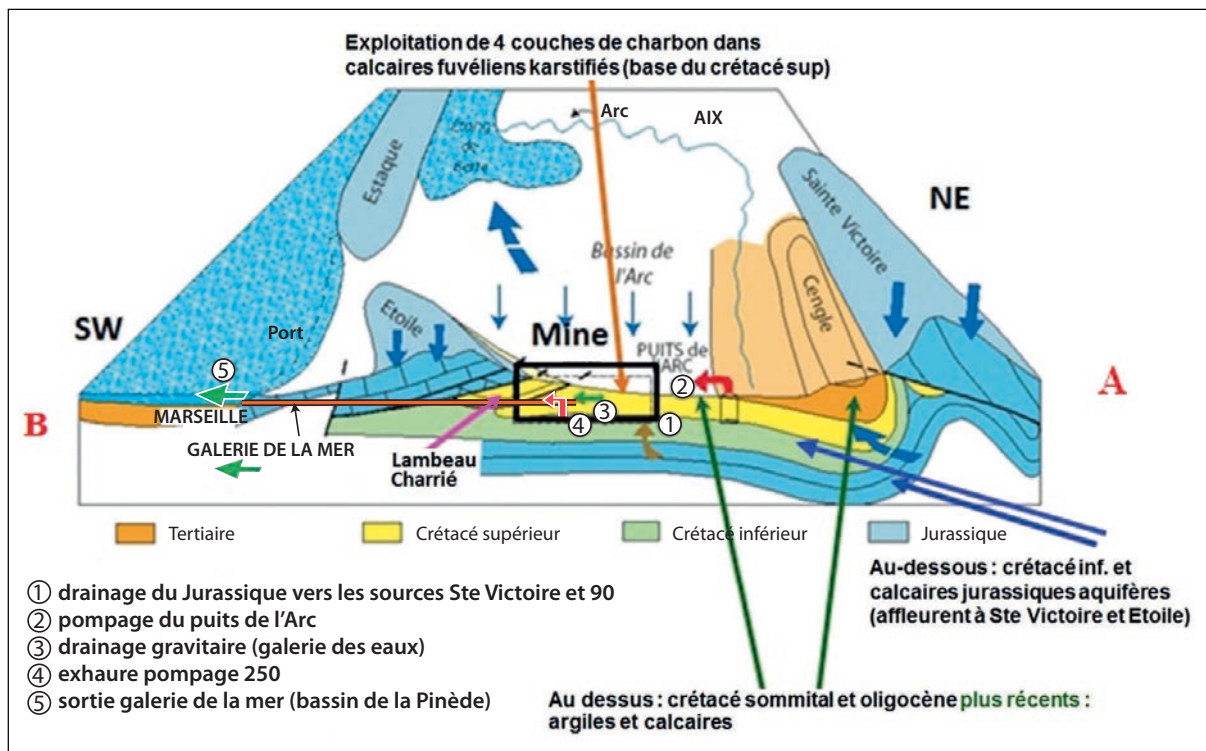 Exploitation de 4 couches de charbon dans
calcaires fuvéliens karstifiés (base du crétacé sup)
Arc
AIX
Etang
de
Berre
Estaque
Sainte Victoire
NE
Bassin de
l'Arc
Cengle
SW
Port
Etoile
Mine
PUITS de
L'ARC
A
⑤
②
MARSEILLE
③
B
④
①
GALERIE DE LA MER
Lambeau
Charrié
Tertiaire
Crétacé supérieur
Crétacé inférieur
Jurassique
Au-dessous : crétacé inf. et
calcaires jurassiques aquifères
(affleurent à Ste Victoire et Etoile)
① drainage du Jurassique vers les sources Ste Victoire et 90
② pompage du puits de l'Arc
③ drainage gravitaire (galerie des eaux)
④ exhaure pompage 250
⑤ sortie galerie de la mer (bassin de la Pinède)
Au dessus : crétacé sommital et oligocène plus récents :
argiles et calcaires